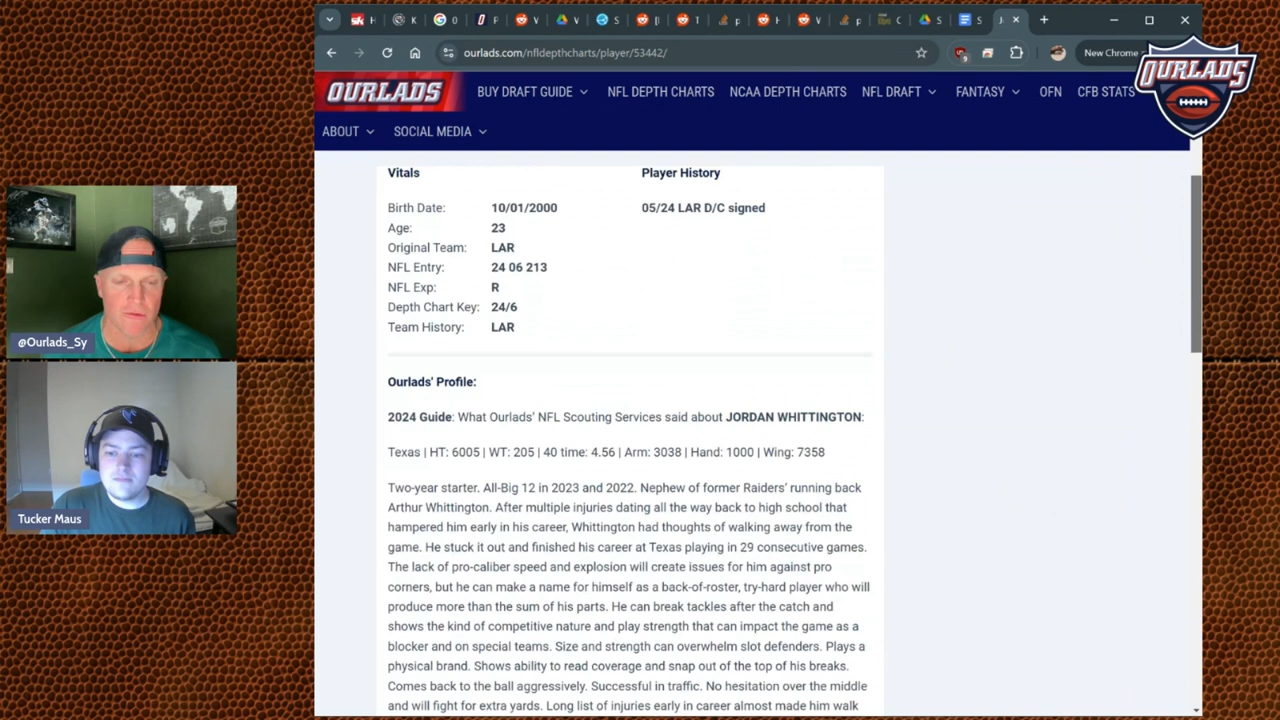 ourlads.com/nfldepthcharts/player/53442/
New Chrome
OURLADS
OURLADS
BUY DRAFT GUIDE
NFL DEPTH CHARTS
NCAA DEPTH CHARTS
NFL DRAFT
FANTASY
OFN
CFB STATS
ABOUT
SOCIAL MEDIA
Vitals
Player History
Birth Date: 10/01/2000
05/24 LAR D/C signed
Age: 23
Original Team: LAR
NFL Entry: 24 06 213
NFL Exp: R
Depth Chart Key: 24/6
Team History: LAR
Ourlads' Profile:
2024 Guide: What Ourlads' NFL Scouting Services said about JORDAN WHITTINGTON:
Texas | HT: 6005 | WT: 205 | 40 time: 4.56 | Arm: 3038 | Hand: 1000 | Wing: 7358
Two-year starter. All-Big 12 in 2023 and 2022. Nephew of former Raiders' running back
Arthur Whittington. After multiple injuries dating all the way back to high school that
hampered him early in his career, Whittington had thoughts of walking away from the
game. He stuck it out and finished his career at Texas playing in 29 consecutive games.
The lack of pro-caliber speed and explosion will create issues for him against pro
corners, but he can make a name for himself as a back-of-roster, try-hard player who will
produce more than the sum of his parts. He can break tackles after the catch and
shows the kind of competitive nature and play strength that can impact the game as a
blocker and on special teams. Size and strength can overwhelm slot defenders. Plays a
physical brand. Shows ability to read coverage and snap out of the top of his breaks.
Comes back to the ball aggressively. Successful in traffic. No hesitation over the middle
and will fight for extra yards. Long list of injuries early in career almost made him walk
@Ourlads_Sy
Tucker Maus